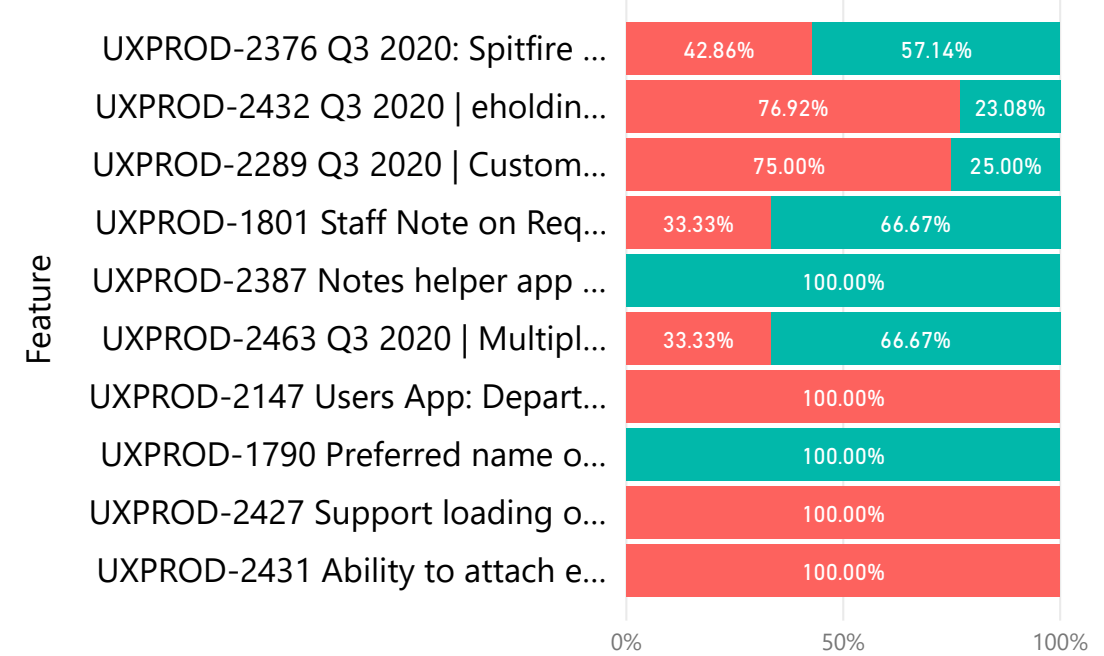 Feature
UXPROD-2376 Q3 2020: Spitfire ... 42.86% 57.14%
UXPROD-2432 Q3 2020 | eholdin... 76.92% 23.08%
UXPROD-2289 Q3 2020 | Custom... 75.00% 25.00%
UXPROD-1801 Staff Note on Req... 33.33% 66.67%
UXPROD-2387 Notes helper app ... 100.00%
UXPROD-2463 Q3 2020 | Multipl... 33.33% 66.67%
UXPROD-2147 Users App: Depart... 100.00%
UXPROD-1790 Preferred name o... 100.00%
UXPROD-2427 Support loading o... 100.00%
UXPROD-2431 Ability to attach e... 100.00%
0% 50% 100%